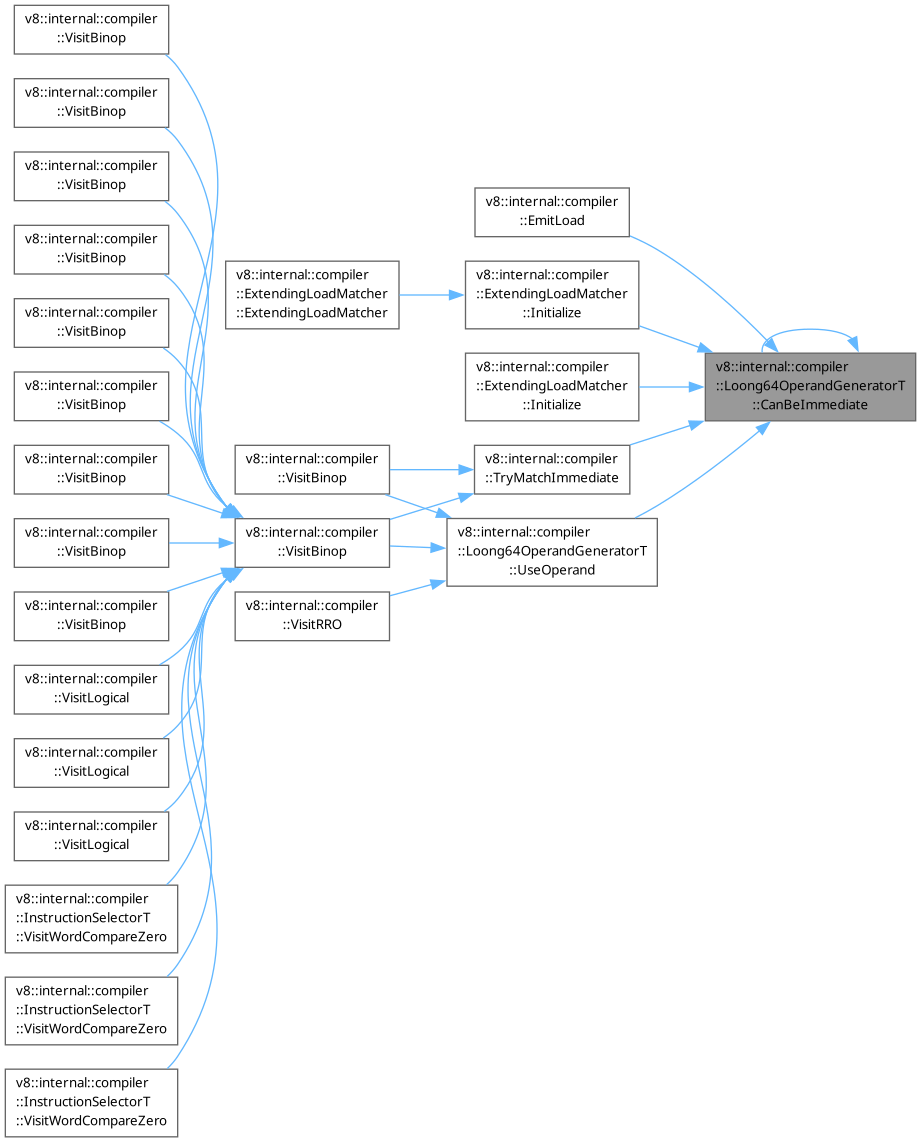 v8::internal::compiler
::VisitBinop
v8::internal::compiler
::VisitBinop
v8::internal::compiler
::VisitBinop
v8::internal::compiler
::VisitBinop
v8::internal::compiler
::VisitBinop
v8::internal::compiler
::VisitBinop
v8::internal::compiler
::VisitBinop
v8::internal::compiler
::VisitBinop
v8::internal::compiler
::VisitBinop
v8::internal::compiler
::VisitLogical
v8::internal::compiler
::VisitLogical
v8::internal::compiler
::VisitLogical
v8::internal::compiler
::InstructionSelectorT
::VisitWordCompareZero
v8::internal::compiler
::InstructionSelectorT
::VisitWordCompareZero
v8::internal::compiler
::InstructionSelectorT
::VisitWordCompareZero
v8::internal::compiler
::ExtendingLoadMatcher
::ExtendingLoadMatcher
v8::internal::compiler
::VisitBinop
v8::internal::compiler
::VisitBinop
v8::internal::compiler
::VisitRRO
v8::internal::compiler
::EmitLoad
v8::internal::compiler
::ExtendingLoadMatcher
::Initialize
v8::internal::compiler
::ExtendingLoadMatcher
::Initialize
v8::internal::compiler
::TryMatchImmediate
v8::internal::compiler
::Loong64OperandGeneratorT
::UseOperand
v8::internal::compiler
::Loong64OperandGeneratorT
::CanBeImmediate